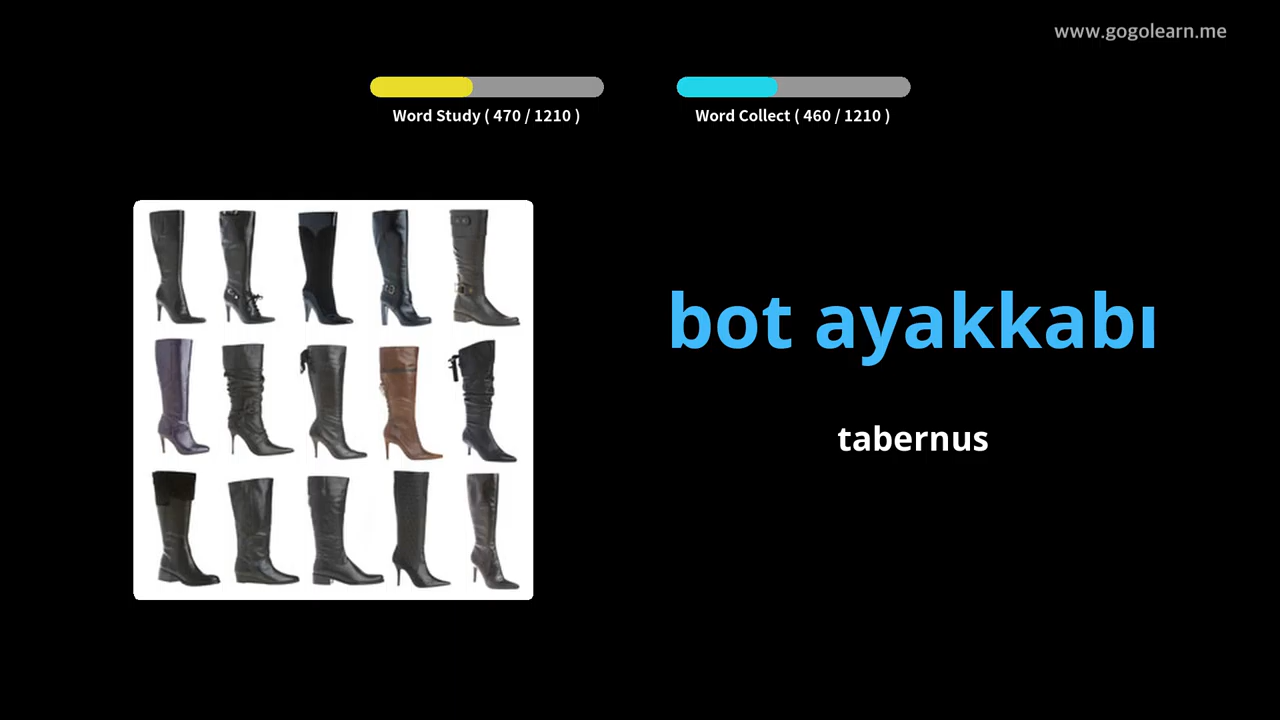 www.gogolearn.me
Word Study ( 470 / 1210 )
Word Collect ( 460 / 1210 )
bot ayakkabı
tabernus